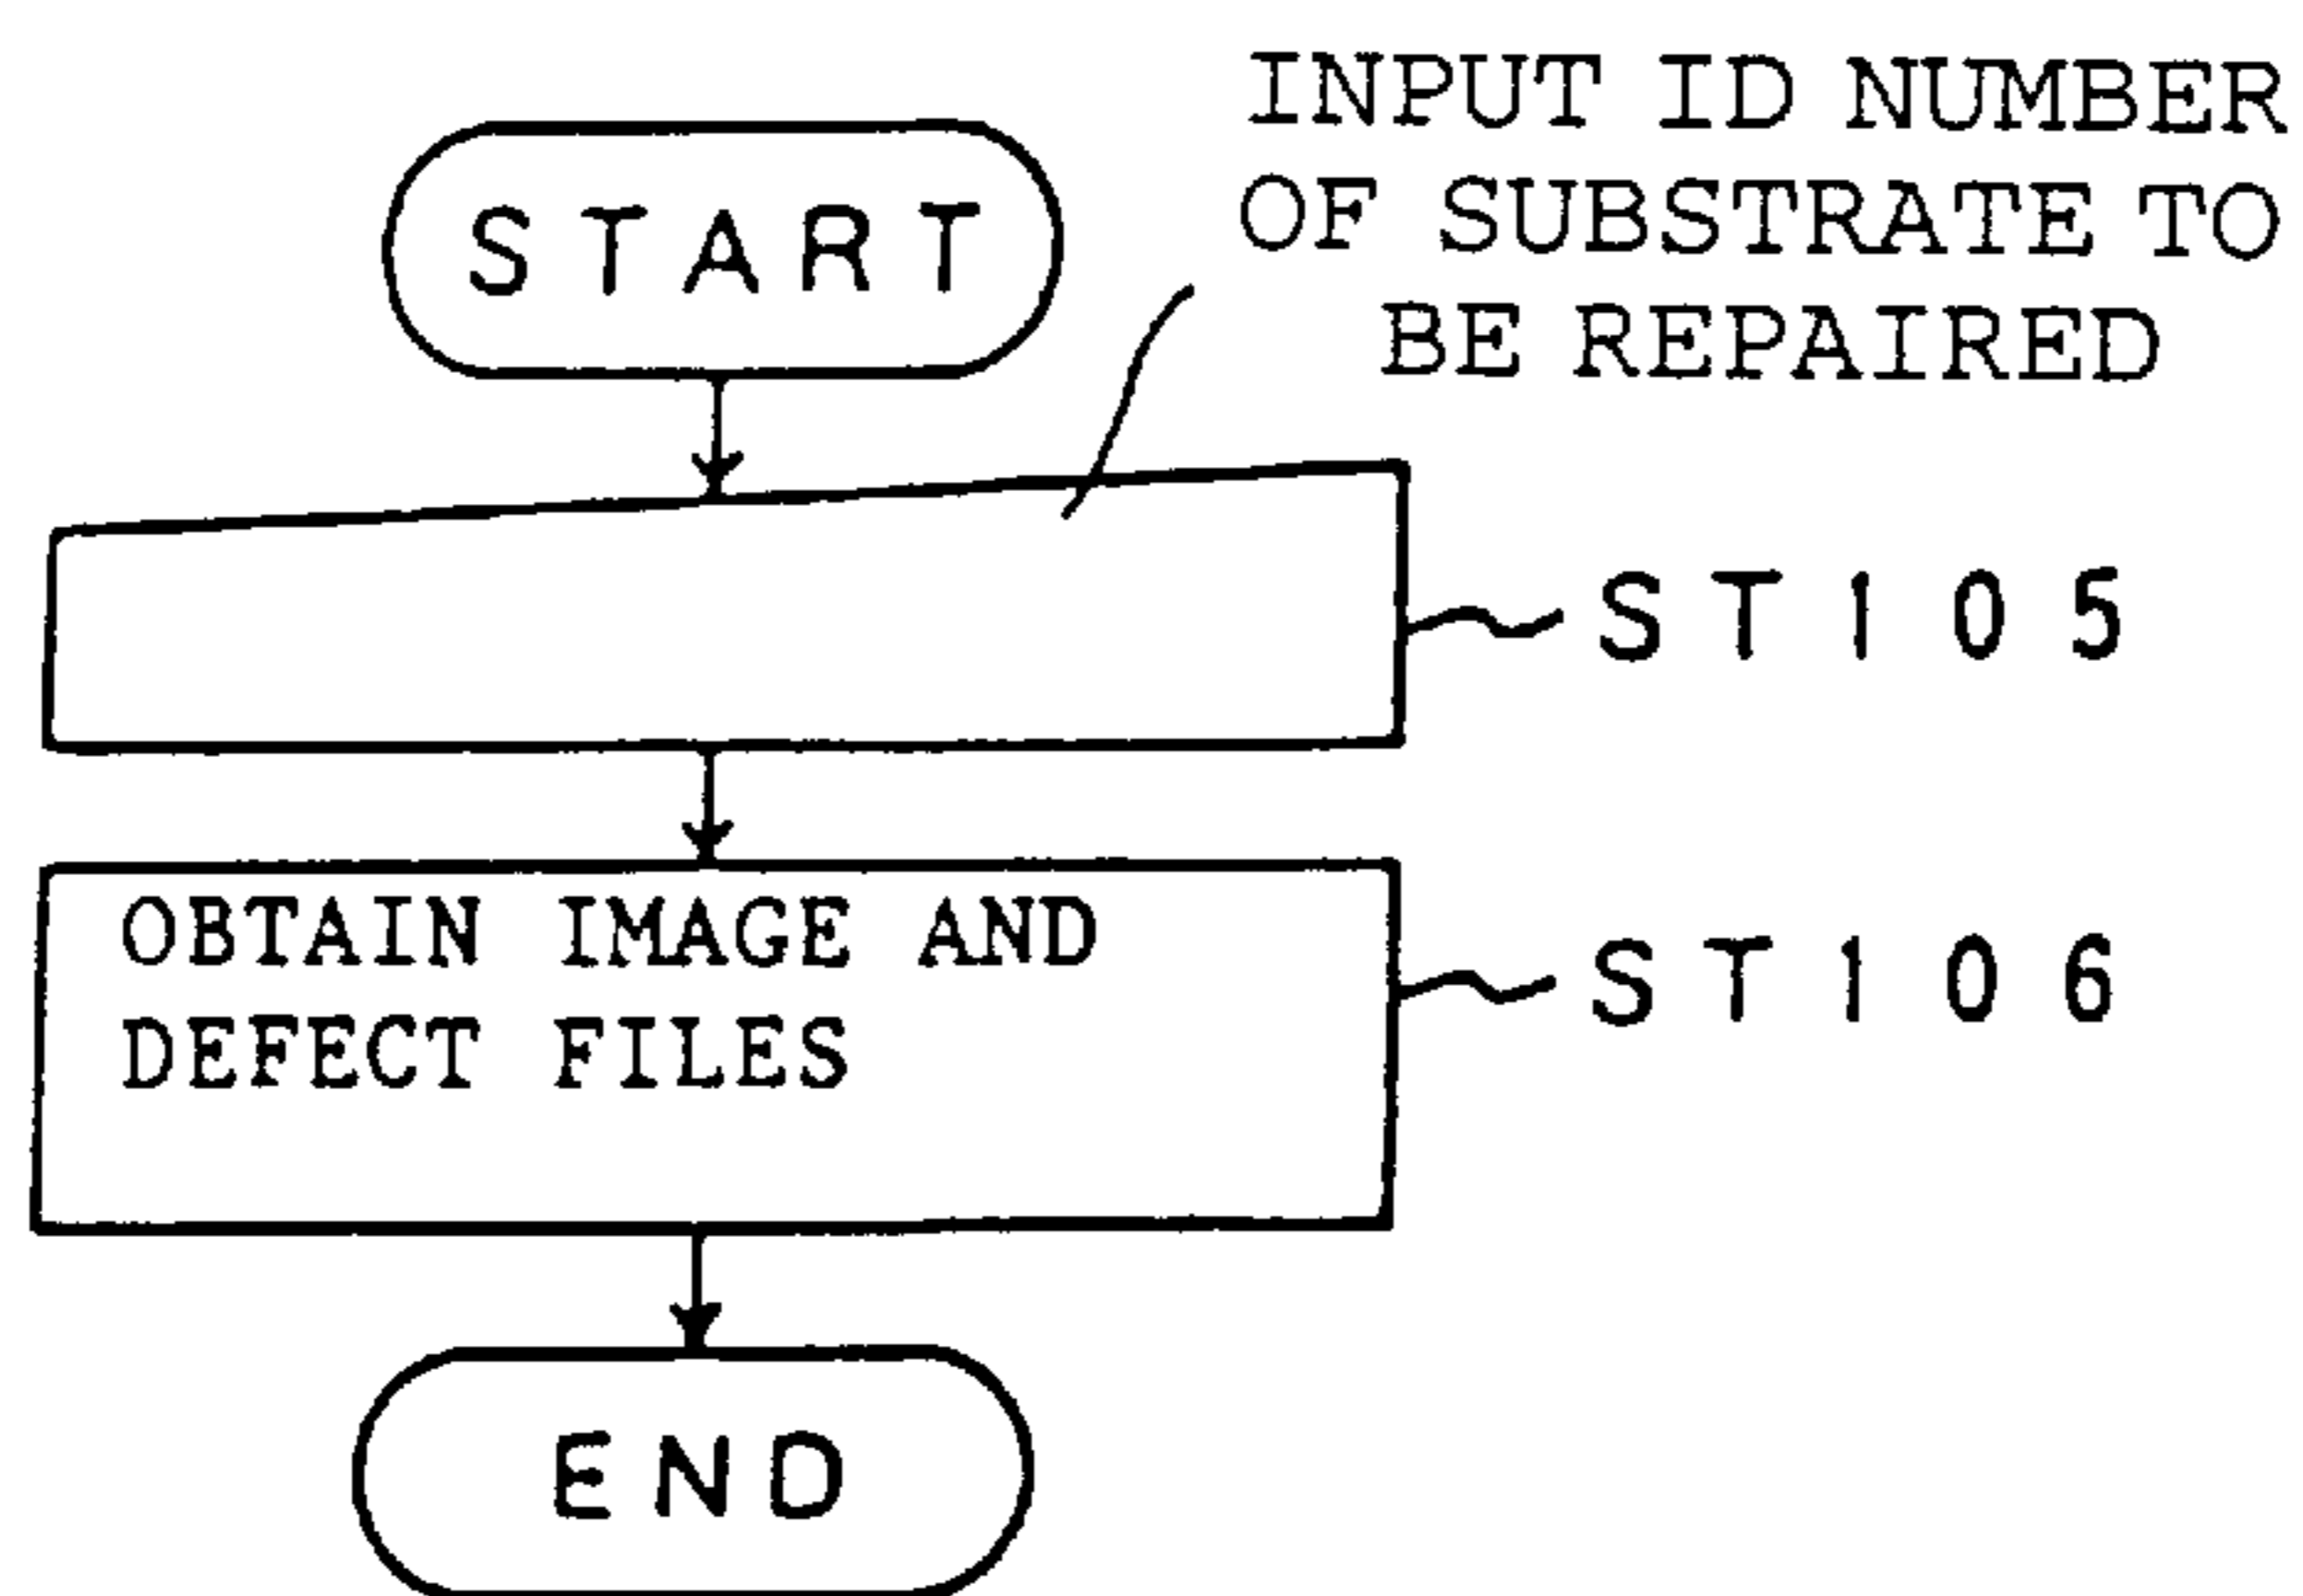 START
INPUT ID NUMBER
OF SUBSTRATE TO
BE REPAIRED
ST105
OBTAIN IMAGE AND
DEFECT FILES
ST106
END